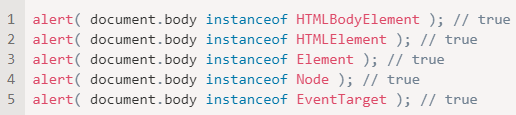 1 alert( document.body instanceof HTMLBodyElement ); // true
2 alert( document.body instanceof HTMLElement ); // true
3 alert( document.body instanceof Element ); // true
4 alert( document.body instanceof Node ); // true
5 alert( document.body instanceof EventTarget ); // true